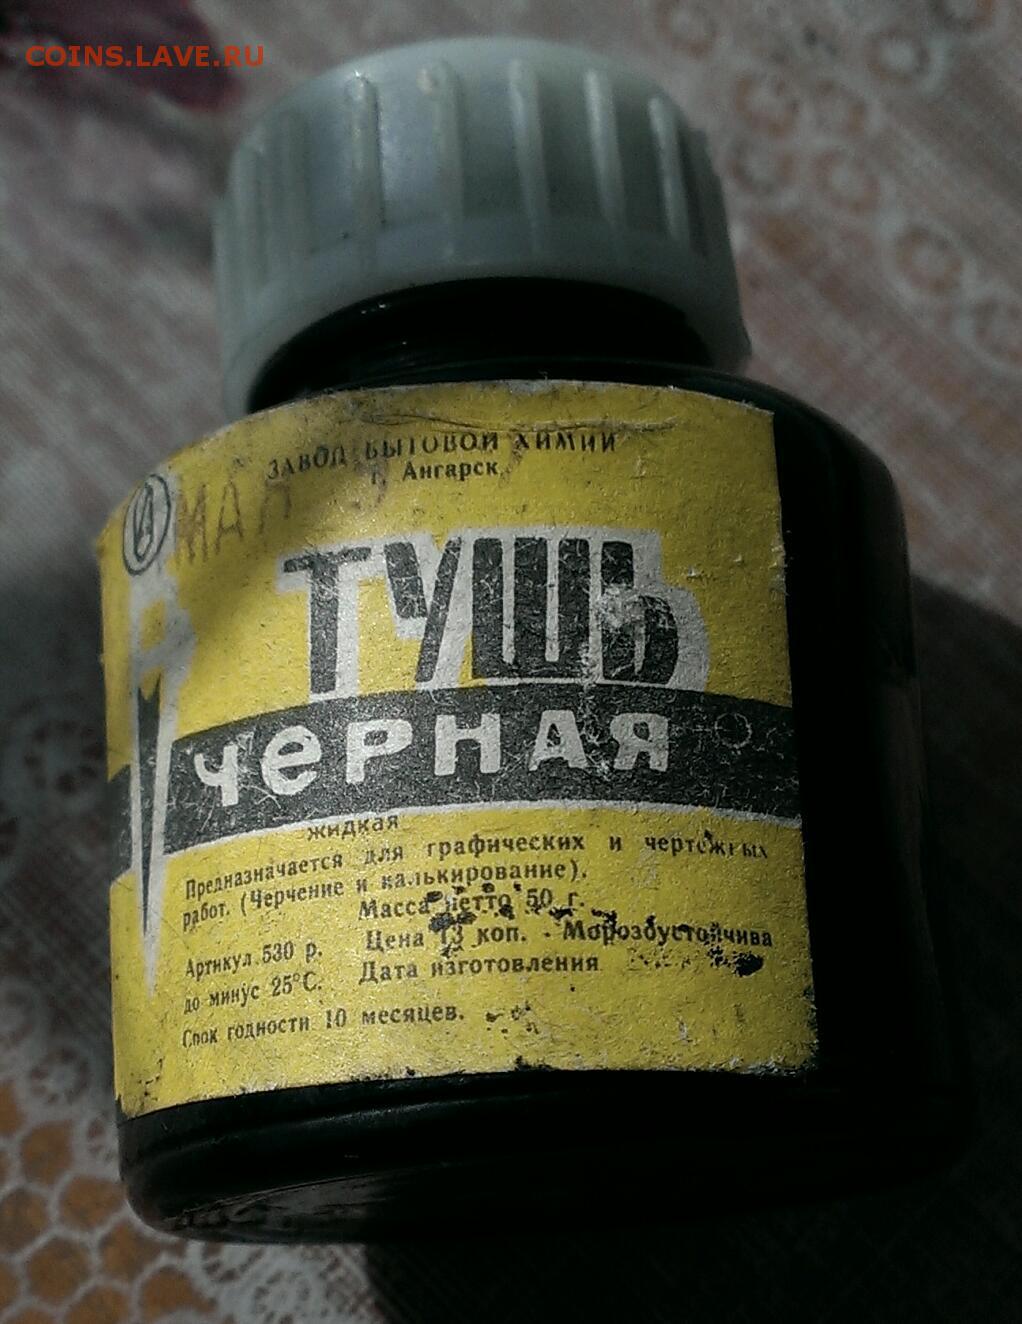 COINS.LAVE.RU
ЗАВОД БЫТОВОЙ ХИМИИ
г. Ангарск
МАЯ
ТУШЬ
ЧЕРНАЯ
жидкая
Предназначается для графических и чертежных
работ. (Черчение и калькирование).
Масса нетто 50 г.
Артикул 530 р. Цена 13 коп. Морозоустойчива
до минус 25°С. Дата изготовления
Срок годности 10 месяцев.